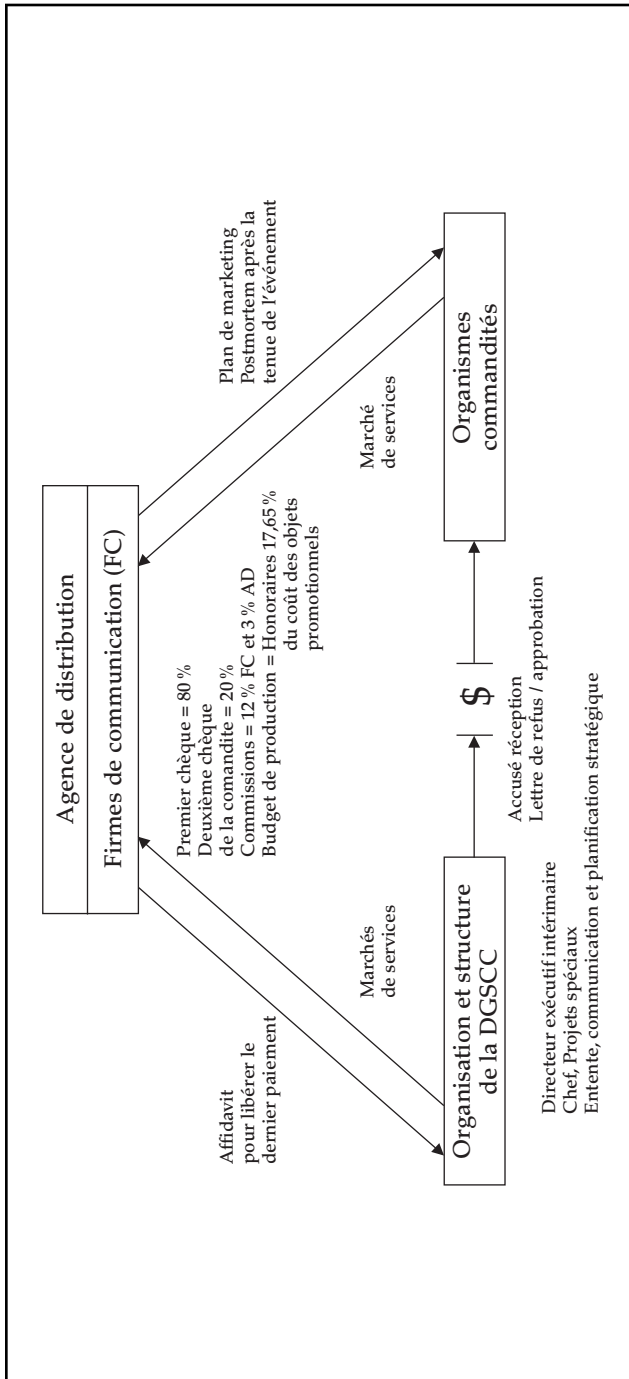 Agence de distribution
Firmes de communication (FC)
Affidavit
pour libérer le
dernier paiement
Marchés
de services
Premier chèque = 80 %
Deuxième chèque
de la comandite = 20 %
Commissions = 12 % FC et 3 % AD
Budget de production = Honoraires 17,65 %
du coût des objets
promotionnels
Plan de marketing
Postmortem après la
tenue de l'événement
Marché
de services
Organisation et structure
de la DGSCC
$
Organismes
commandités
Accusé réception
Lettre de refus / approbation
Directeur exécutif intérimaire
Chef, Projets spéciaux
Entente, communication et planification stratégique